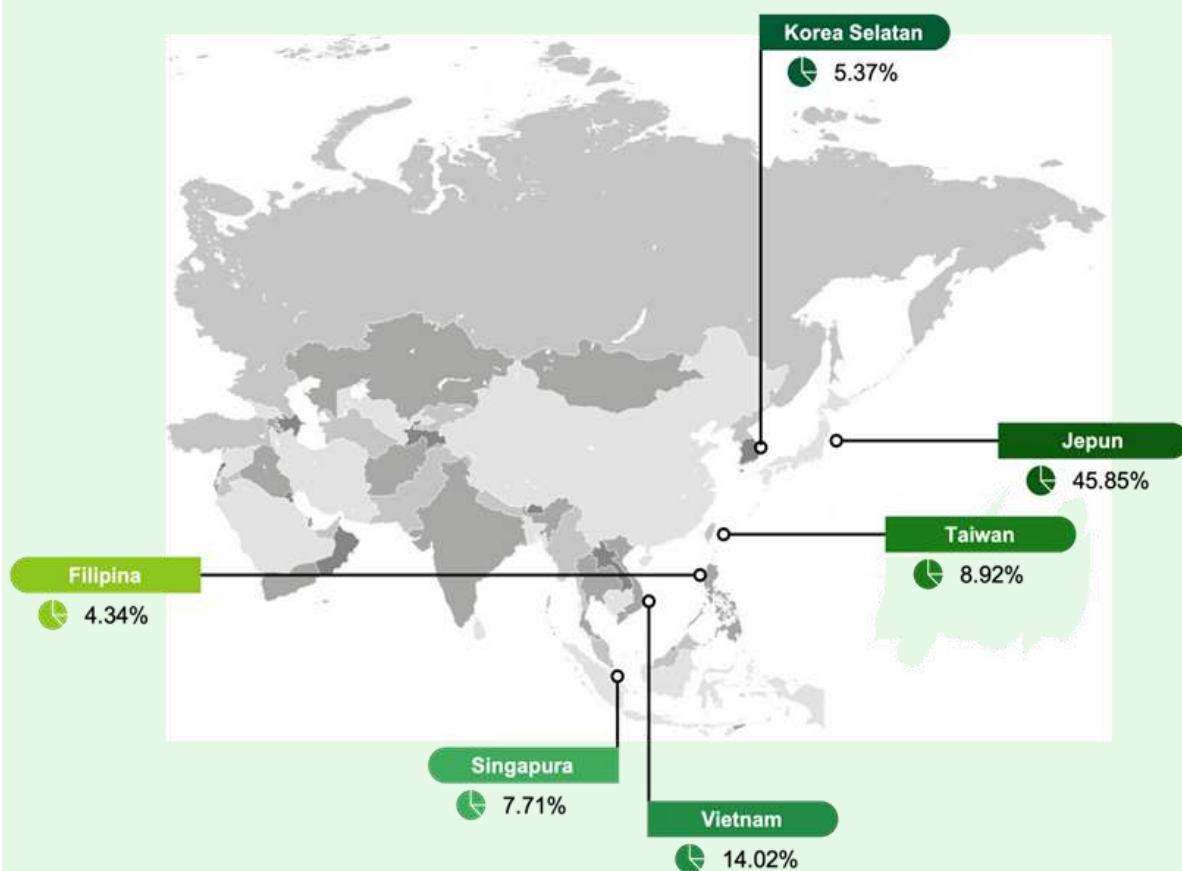 Korea Selatan
5.37%
Jepun
45.85%
Taiwan
8.92%
Filipina
4.34%
Singapura
7.71%
Vietnam
14.02%